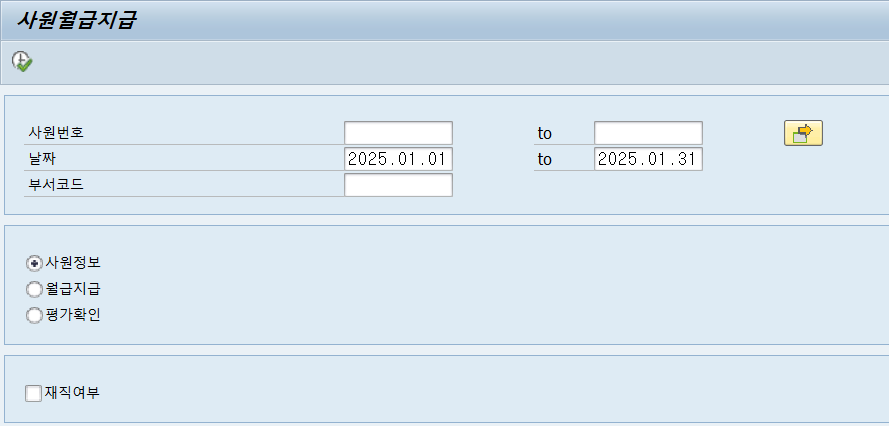 사원월급지급
사원번호 to
날짜 2025.01.01 to 2025.01.31
부서코드
사원정보
월급지급
평가확인
재직여부